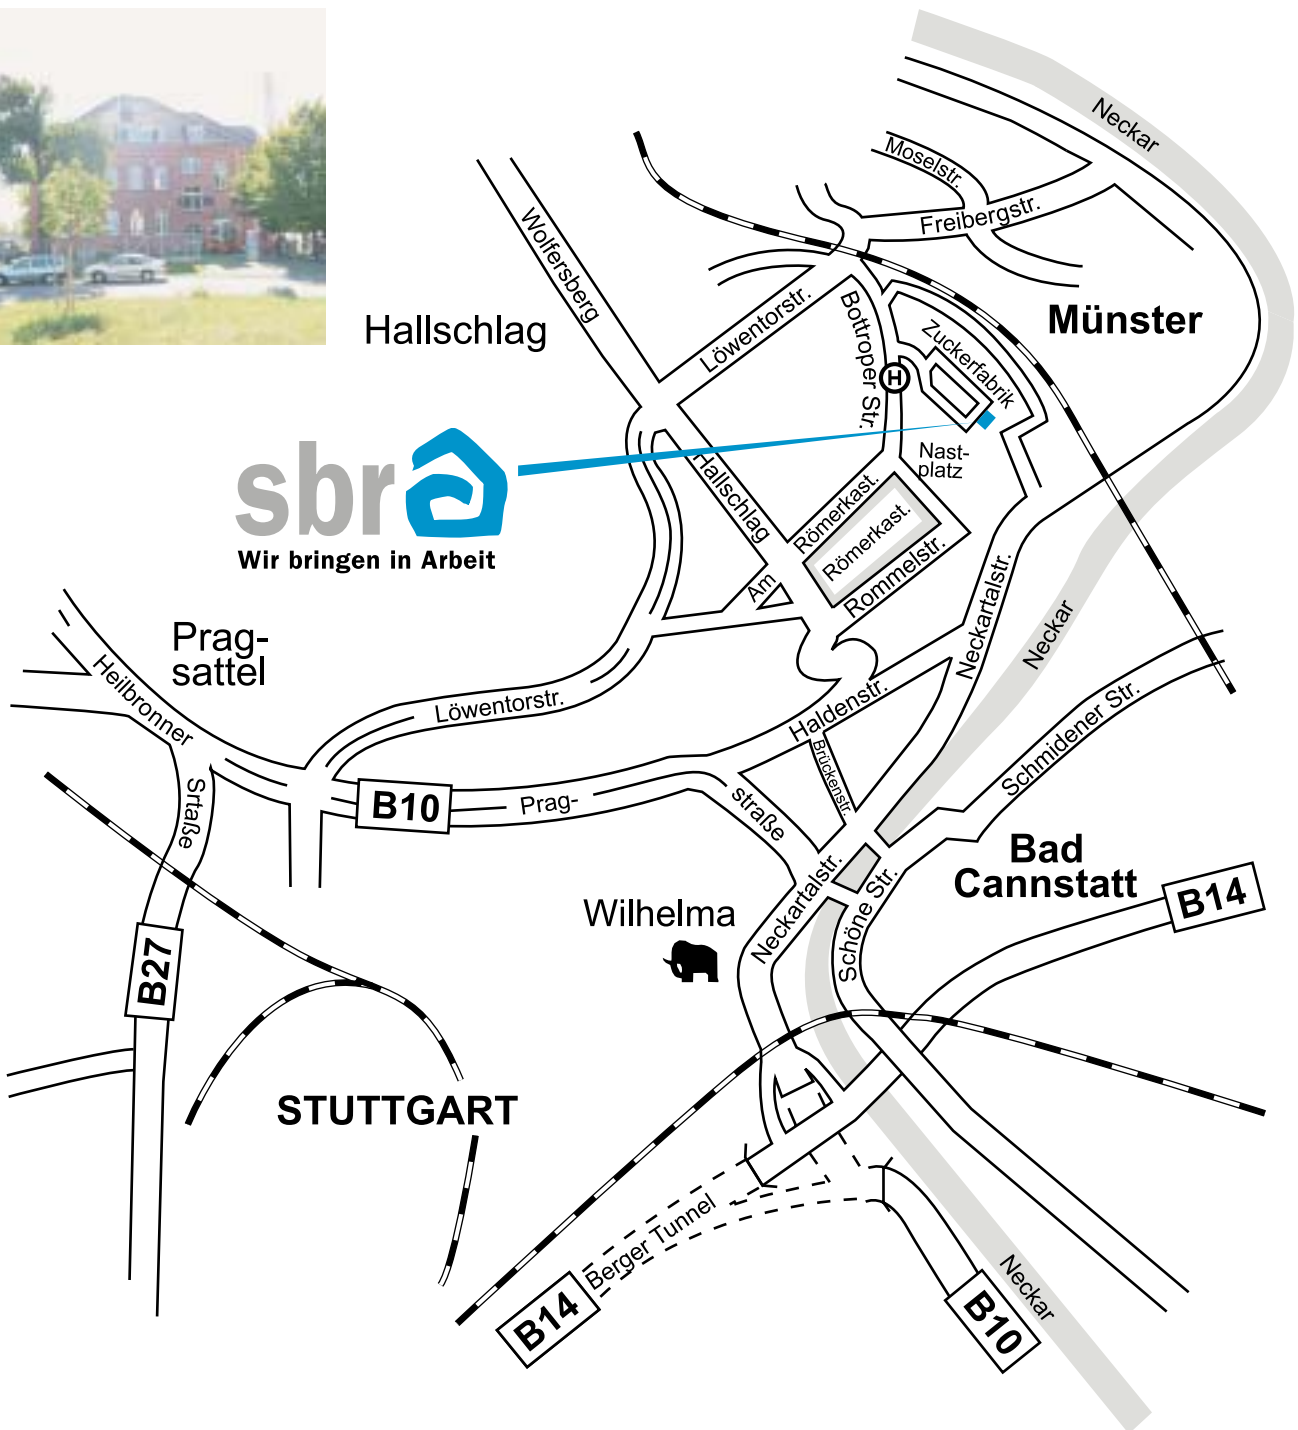 Neckar
Moselstr.
Freibergstr.
Wolfersberg
Münster
Hallschlag
Löwentorstr.
Bottroper Str.
Zuckerfabrik
H
sbr
Wir bringen in Arbeit
Nast-
platz
Hallschlag
Römerkast.
Römerkast.
Rommelstr.
Am
Neckartalstr.
Neckar
Prag-
sattel
Heilbronner
Löwentorstr.
Haldenstr.
Brückenstr.
Schmidener Str.
Srtaße
B10
Prag-
straße
Bad
Cannstatt
B14
Neckartalstr.
Schöne Str.
Wilhelma
B27
STUTTGART
Berger Tunnel
B14
B10
Neckar